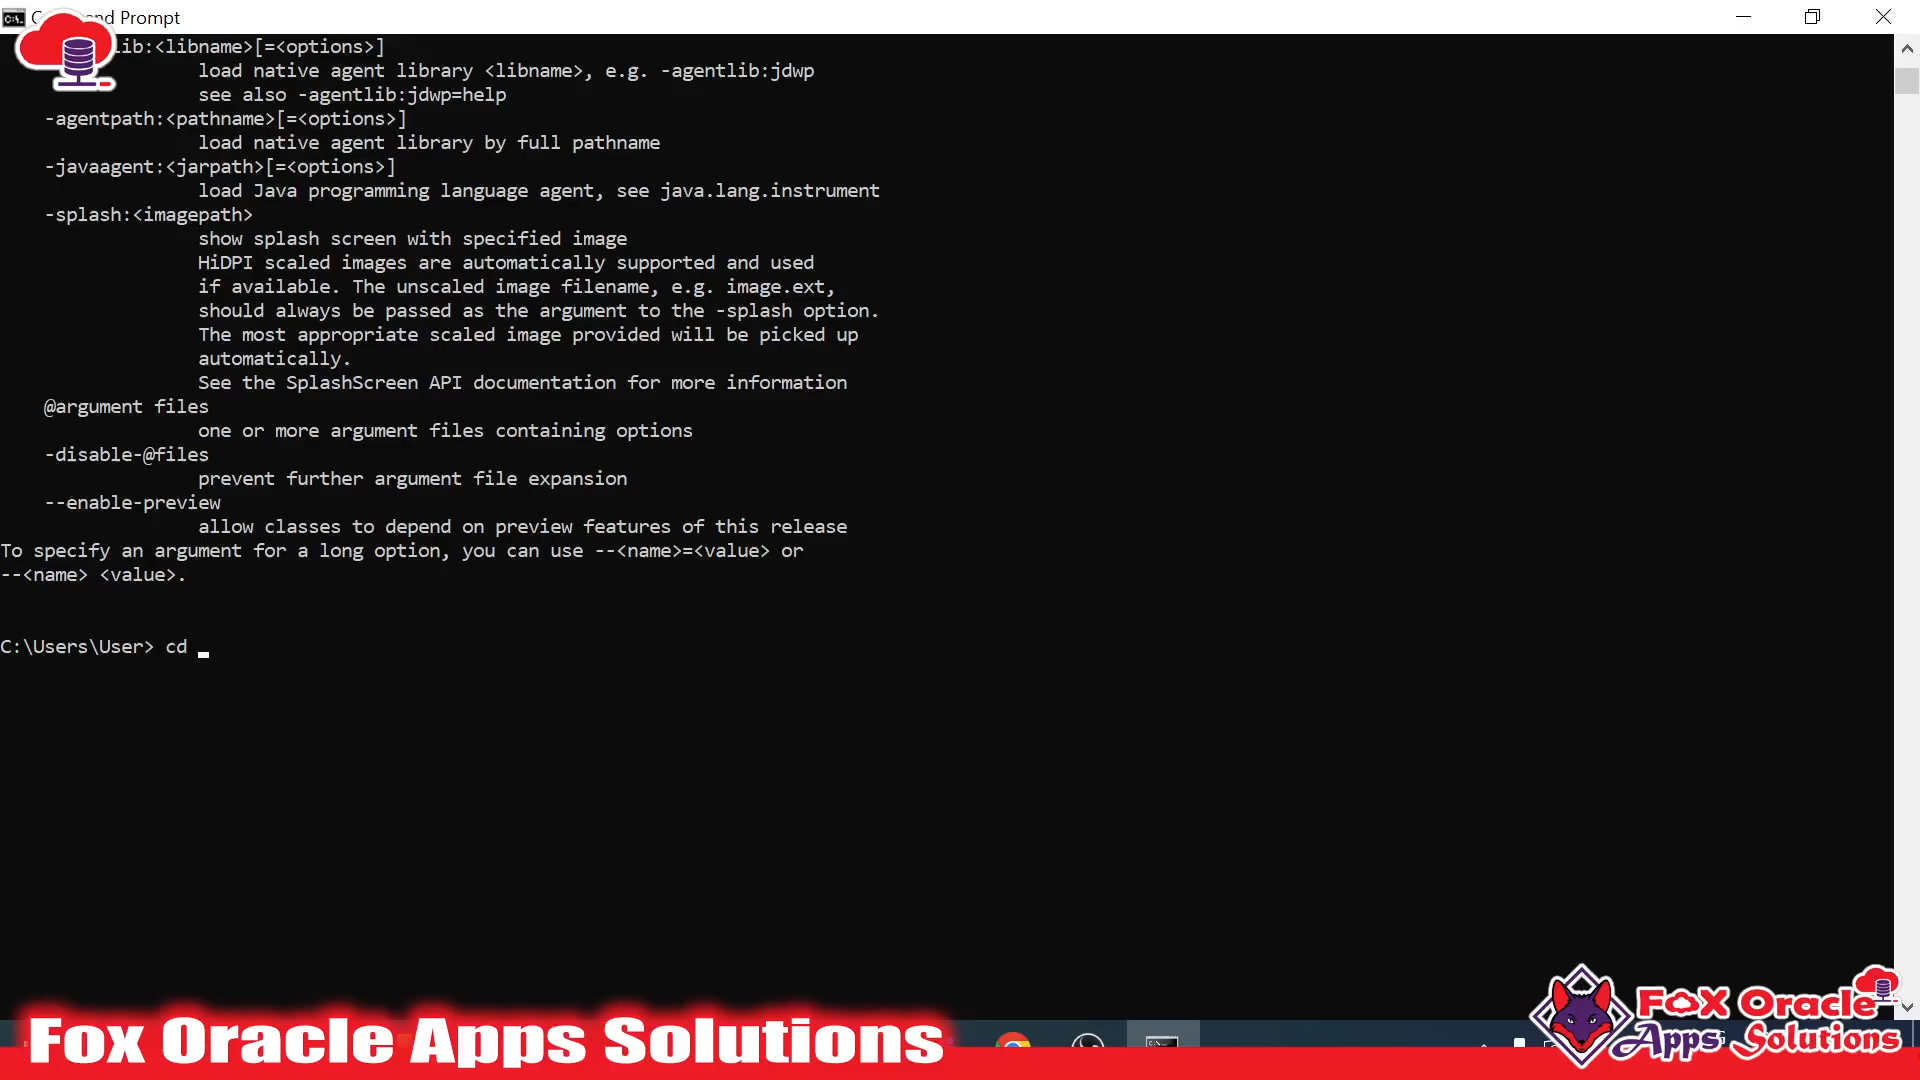 Command Prompt
lib:<libname>[=<options>]
load native agent library <libname>, e.g. -agentlib:jdwp
see also -agentlib:jdwp=help
-agentpath:<pathname>[=<options>]
load native agent library by full pathname
-javaagent:<jarpath>[=<options>]
load Java programming language agent, see java.lang.instrument
-splash:<imagepath>
show splash screen with specified image
HiDPI scaled images are automatically supported and used
if available. The unscaled image filename, e.g. image.ext,
should always be passed as the argument to the -splash option.
The most appropriate scaled image provided will be picked up
automatically.
See the SplashScreen API documentation for more information
@argument files
one or more argument files containing options
-disable-@files
prevent further argument file expansion
--enable-preview
allow classes to depend on preview features of this release
To specify an argument for a long option, you can use --<name>=<value> or
--<name> <value>.
C:\Users\User> cd _
Fox Oracle Apps Solutions
Fox Oracle
Apps Solutions